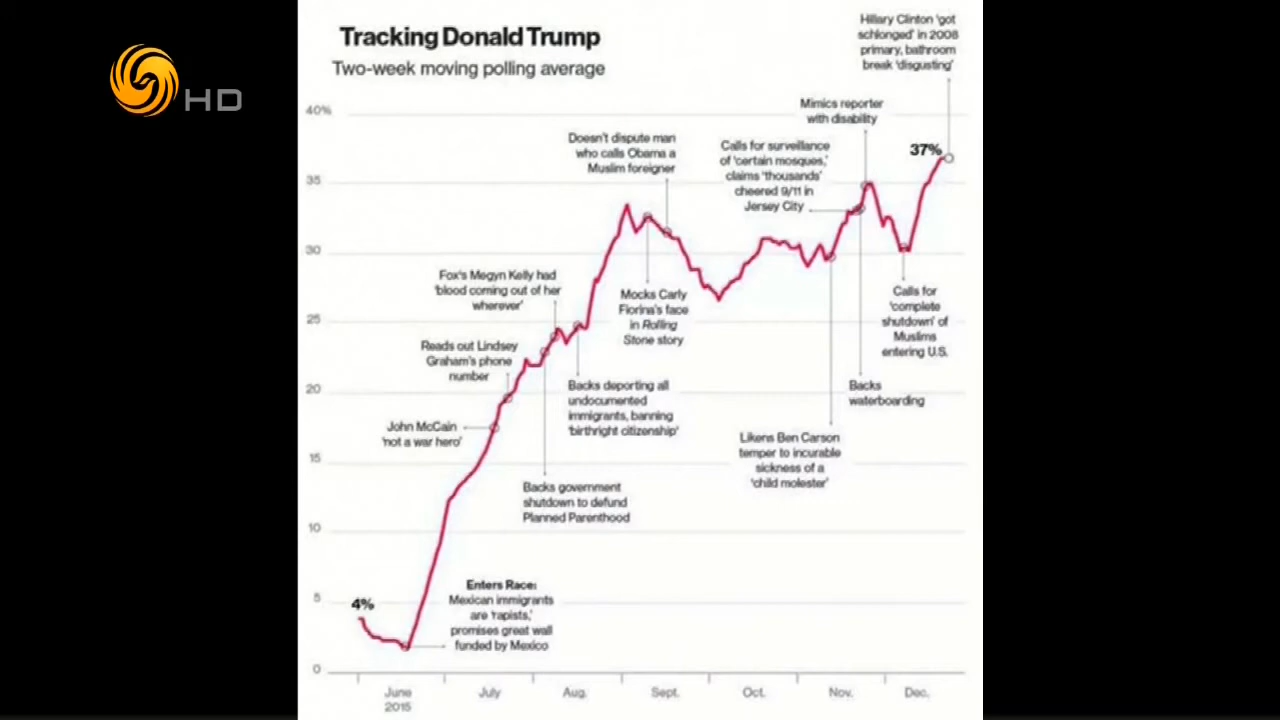 HD
Tracking Donald Trump
Two-week moving polling average
Hillary Clinton 'got
schlonged' in 2008
primary, bathroom
break 'disgusting'
Mimics reporter
with disability
40%
Doesn't dispute man
who calls Obama a
Muslim foreigner
Calls for surveillance
of 'certain mosques,'
claims 'thousands'
cheered 9/11 in
Jersey City
37%
35
30
Fox's Megyn Kelly had
'blood coming out of her
wherever'
Mocks Carly
Fiorina's face
in Rolling
Stone story
Calls for
'complete
shutdown' of
Muslims
entering U.S.
25
Reads out Lindsey
Graham's phone
number
20
Backs deporting all
undocumented
immigrants, banning
'birthright citizenship'
Backs
waterboarding
John McCain
'not a war hero'
Likens Ben Carson
temper to incurable
sickness of a
'child molester'
15
Backs government
shutdown to defund
Planned Parenthood
10
Enters Race:
Mexican immigrants
are 'rapists,'
promises great wall
funded by Mexico
5
4%
0
June
2015
July
Aug.
Sept.
Oct.
Nov.
Dec.